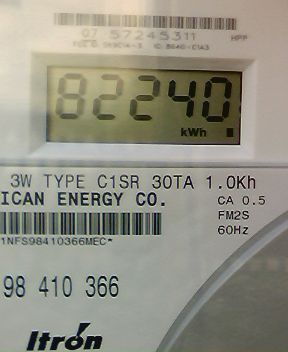 07 57245311
82240
kWh
3W TYPE C1SR 30TA 1.0Kh
ICAN ENERGY CO.
CA 0.5
FM2S
60Hz
1NFS98410366MEC*
98 410 366
Itrón